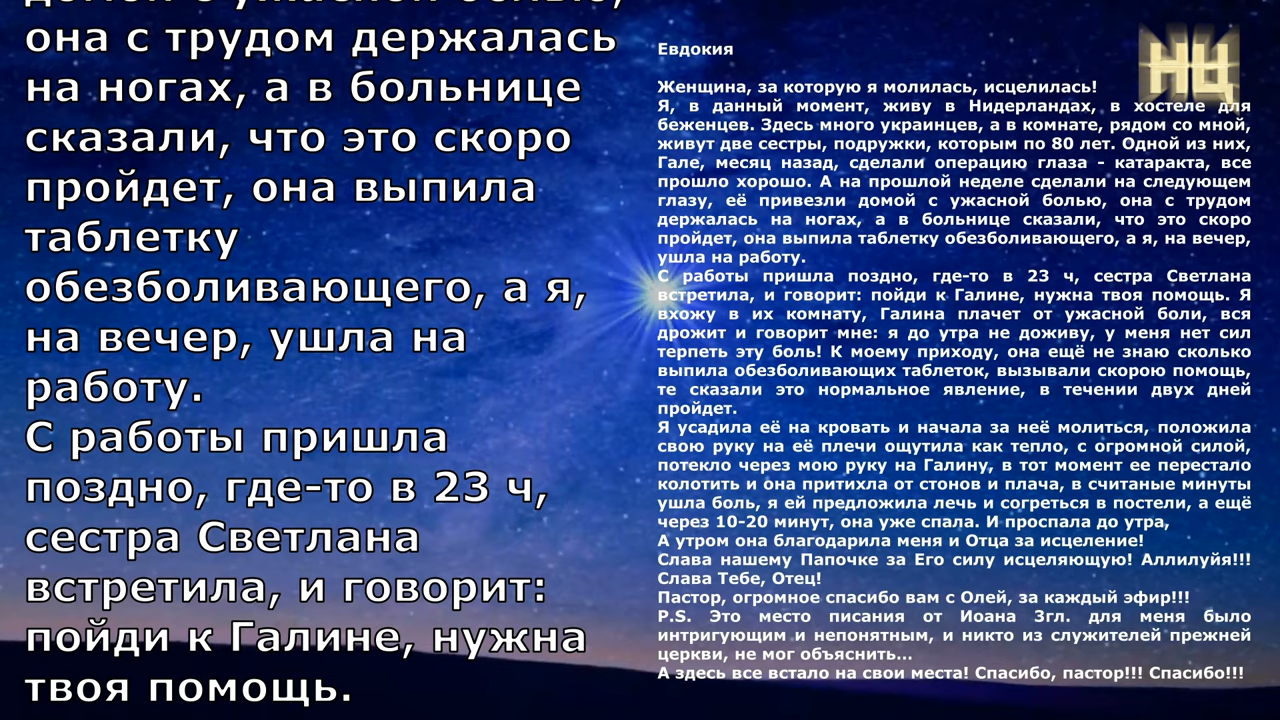 домой с ужасной болью,
она с трудом держалась
на ногах, а в больнице
сказали, что это скоро
пройдет, она выпила
таблетку
обезболивающего, а я,
на вечер, ушла на
работу.
С работы пришла
поздно, где-то в 23 ч,
сестра Светлана
встретила, и говорит:
пойди к Галине, нужна
твоя помощь.
НЦ
Евдокия
Женщина, за которую я молилась, исцелилась!
Я, в данный момент, живу в Нидерландах, в хостеле для
беженцев. Здесь много украинцев, а в комнате, рядом со мной,
живут две сестры, подружки, которым по 80 лет. Одной из них,
Гале, месяц назад, сделали операцию глаза - катаракта, все
прошло хорошо. А на прошлой неделе сделали на следующем
глазу, её привезли домой с ужасной болью, она с трудом
держалась на ногах, а в больнице сказали, что это скоро
пройдет, она выпила таблетку обезболивающего, а я, на вечер,
ушла на работу.
С работы пришла поздно, где-то в 23 ч, сестра Светлана
встретила, и говорит: пойди к Галине, нужна твоя помощь. Я
вхожу в их комнату, Галина плачет от ужасной боли, вся
дрожит и говорит мне: я до утра не доживу, у меня нет сил
терпеть эту боль! К моему приходу, она ещё не знаю сколько
выпила обезболивающих таблеток, вызывали скорою помощь,
те сказали это нормальное явление, в течении двух дней
пройдет.
Я усадила её на кровать и начала за неё молиться, положила
свою руку на её плечи ощутила как тепло, с огромной силой,
потекло через мою руку на Галину, в тот момент ее перестало
колотить и она притихла от стонов и плача, в считаные минуты
ушла боль, я ей предложила лечь и согреться в постели, а ещё
через 10-20 минут, она уже спала. И проспала до утра,
А утром она благодарила меня и Отца за исцеление!
Слава нашему Папочке за Его силу исцеляющую! Аллилуйя!!!
Слава Тебе, Отец!
Пастор, огромное спасибо вам с Олей, за каждый эфир!!!
P.S. Это место писания от Иоана 3гл. для меня было
интригующим и непонятным, и никто из служителей прежней
церкви, не мог объяснить...
А здесь все встало на свои места! Спасибо, пастор!!! Спасибо!!!